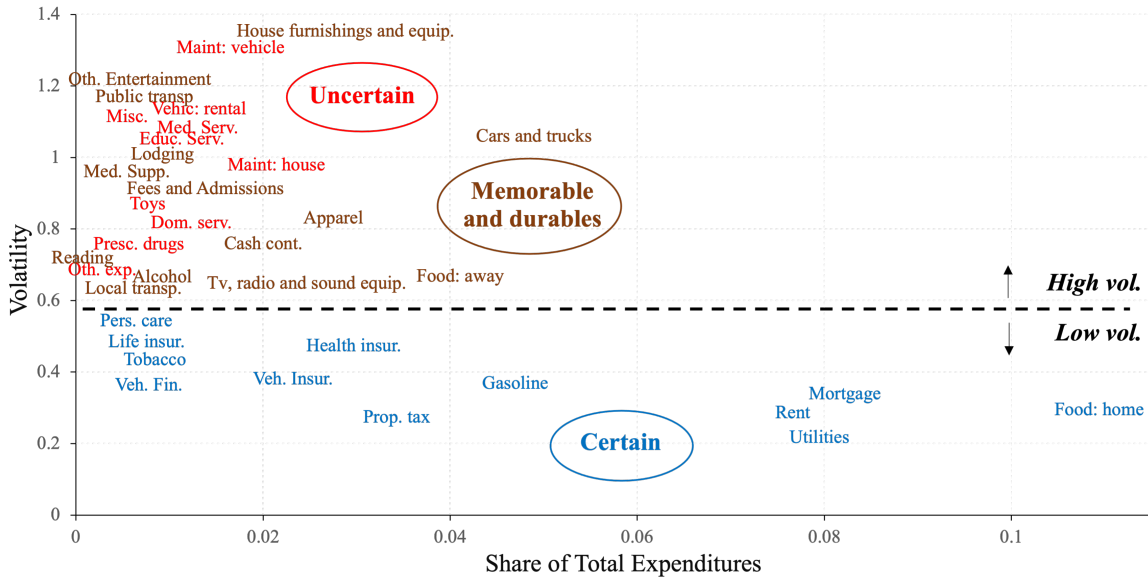 1.4
House furnishings and equip.
Maint: vehicle
Oth. Entertainment
1.2
Public transp
Uncertain
Vehic: rental
Misc.
Med. Serv.
Educ. Serv.
Cars and trucks
Lodging
1
Maint: house
Med. Supp.
Fees and Admissions
Memorable
and durables
Toys
Apparel
Dom. serv.
0.8
Presc. drugs
Cash cont.
Reading
Oth. exp.
Alcohol
Food: away
Tv, radio and sound equip.
Local transp.
High vol.
0.6
Volatility
Pers. care
Low vol.
Life insur.
Health insur.
Tobacco
0.4
Veh. Fin.
Veh. Insur.
Gasoline
Mortgage
Rent
Food: home
Prop. tax
Utilities
Certain
0.2
0
0
0.02
0.04
0.06
0.08
0.1
Share of Total Expenditures